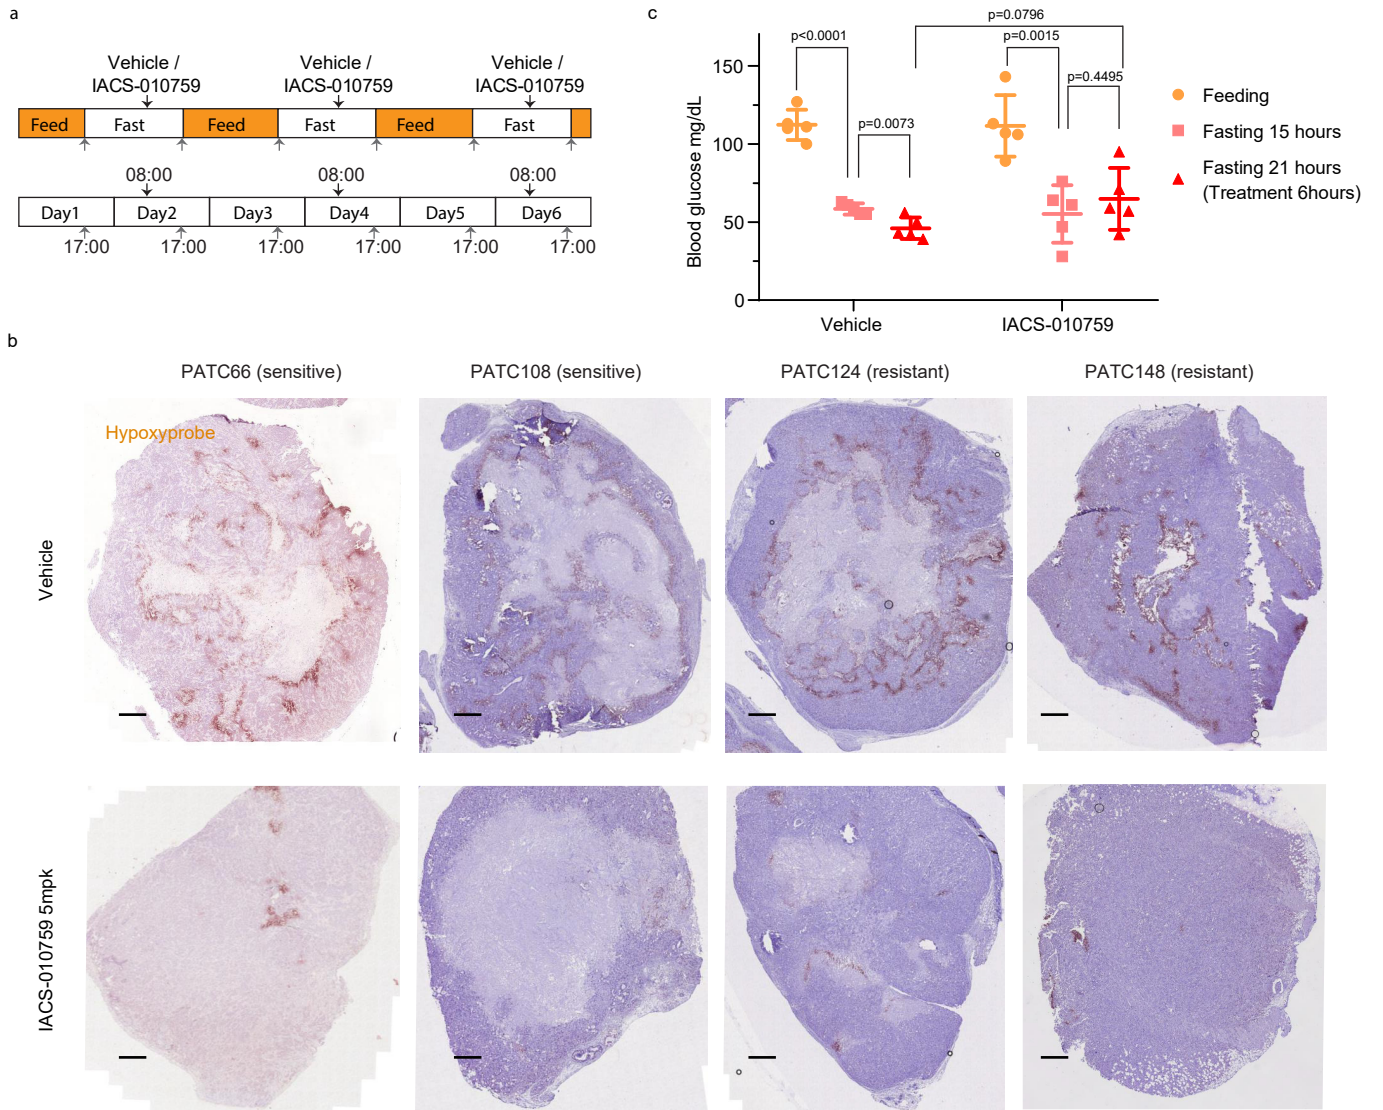 a
Vehicle / Vehicle / Vehicle /
IACS-010759 IACS-010759 IACS-010759
Feed Fast Feed Fast Feed Fast
08:00 08:00 08:00
Day1 Day2 Day3 Day4 Day5 Day6
17:00 17:00 17:00 17:00 17:00 17:00
c
p=0.0796
p<0.0001 p=0.0015
p=0.4495
p=0.0073
Blood glucose mg/dL
150
100
50
0
Vehicle IACS-010759
Feeding
Fasting 15 hours
Fasting 21 hours
(Treatment 6hours)
b
PATC66 (sensitive) PATC108 (sensitive) PATC124 (resistant) PATC148 (resistant)
Hypoxyprobe
Vehicle
IACS-010759 5mpk